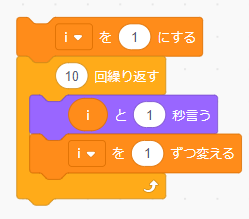 i を 1 にする
10 回繰り返す
i と 1 秒言う
i を 1 ずつ変える